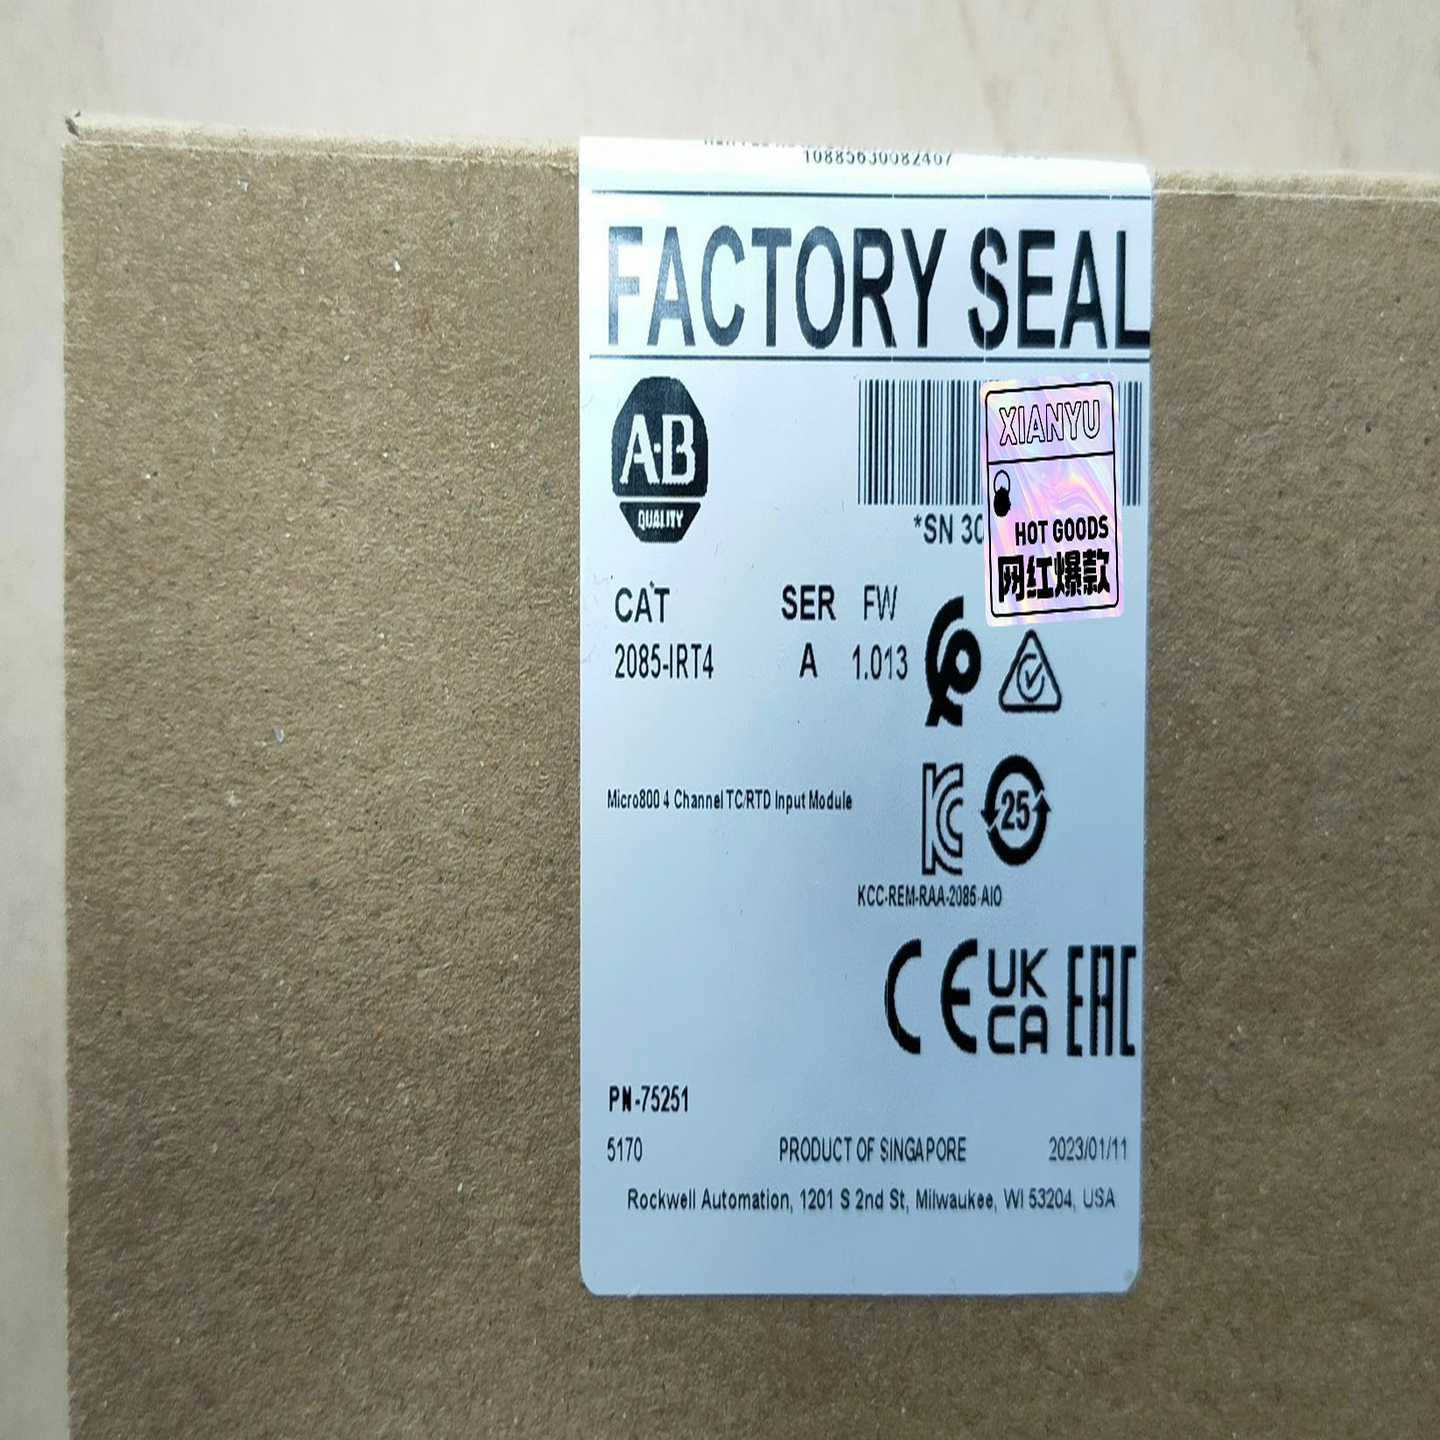 10885630082407
FACTORY SEAL
A-B
QUALITY
*SN 30
XIANYU
HOT GOODS
网红爆款
CAT SER FW
2085-IRT4 A 1.013
Micro800 4 Channel TC/RTD Input Module
25
KCC-REM-RAA-2085-AIO
CE UK CA EAC
PN-75251
5170 PRODUCT OF SINGAPORE 2023/01/11
Rockwell Automation, 1201 S 2nd St, Milwaukee, WI 53204, USA